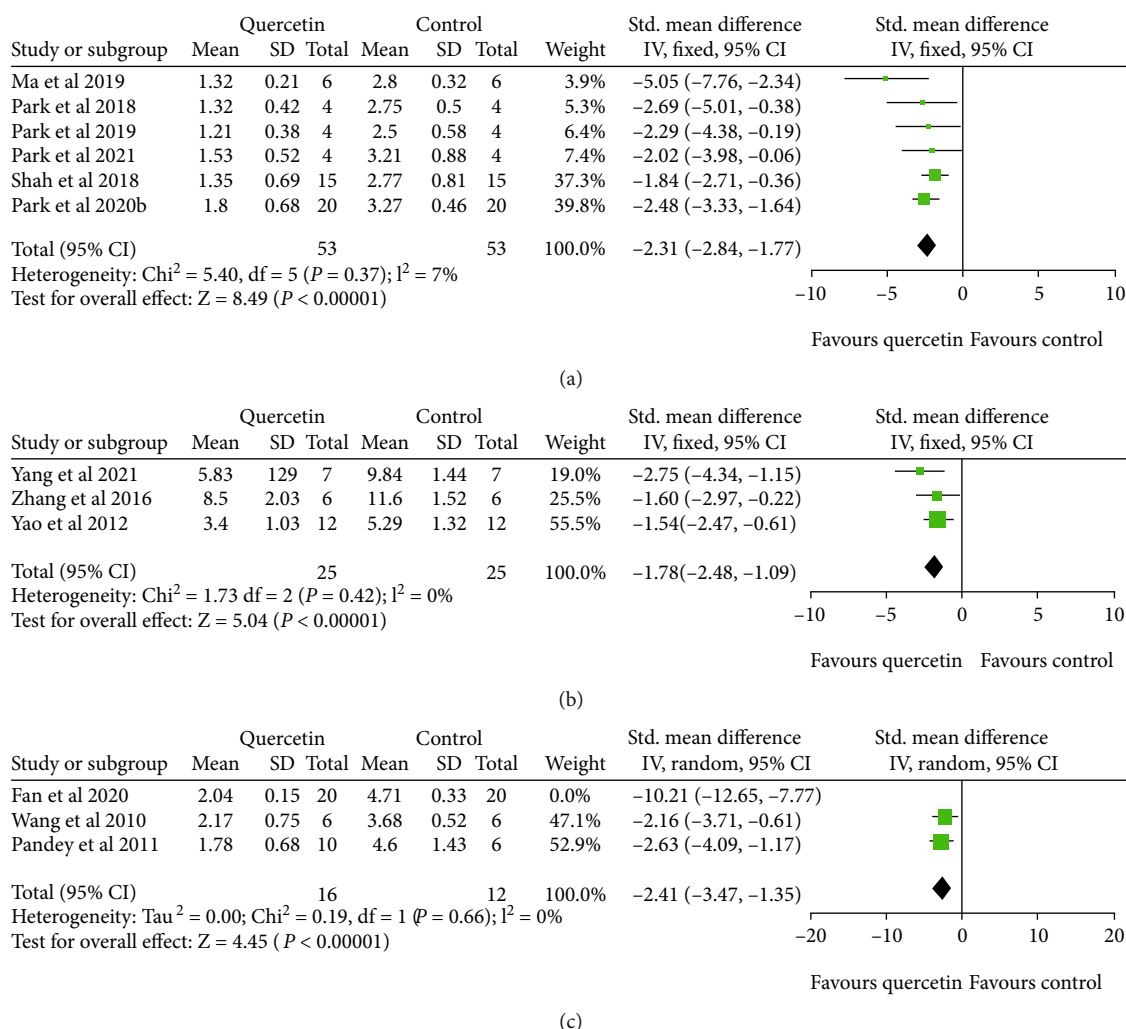 Quercetin Control Std. mean difference Std. mean difference
Study or subgroup Mean SD Total Mean SD Total Weight IV, fixed, 95% CI IV, fixed, 95% CI
Ma et al 2019 1.32 0.21 6 2.8 0.32 6 3.9% −5.05 (−7.76, −2.34)
Park et al 2018 1.32 0.42 4 2.75 0.5 4 5.3% −2.69 (−5.01, −0.38)
Park et al 2019 1.21 0.38 4 2.5 0.58 4 6.4% −2.29 (−4.38, −0.19)
Park et al 2021 1.53 0.52 4 3.21 0.88 4 7.4% −2.02 (−3.98, −0.06)
Shah et al 2018 1.35 0.69 15 2.77 0.81 15 37.3% −1.84 (−2.71, −0.36)
Park et al 2020b 1.8 0.68 20 3.27 0.46 20 39.8% −2.48 (−3.33, −1.64)
Total (95% CI) 53 53 100.0% −2.31 (−2.84, −1.77)
Heterogeneity: Chi² = 5.40, df = 5 (P = 0.37); l² = 7%
Test for overall effect: Z = 8.49 (P < 0.00001)
−10 −5 0 5 10
Favours quercetin Favours control
(a)
Quercetin Control Std. mean difference Std. mean difference
Study or subgroup Mean SD Total Mean SD Total Weight IV, fixed, 95% CI IV, fixed, 95% CI
Yang et al 2021 5.83 129 7 9.84 1.44 7 19.0% −2.75 (−4.34, −1.15)
Zhang et al 2016 8.5 2.03 6 11.6 1.52 6 25.5% −1.60 (−2.97, −0.22)
Yao et al 2012 3.4 1.03 12 5.29 1.32 12 55.5% −1.54(−2.47, −0.61)
Total (95% CI) 25 25 100.0% −1.78(−2.48, −1.09)
Heterogeneity: Chi² = 1.73 df = 2 (P = 0.42); l² = 0%
Test for overall effect: Z = 5.04 (P < 0.00001)
−10 −5 0 5 10
Favours quercetin Favours control
(b)
Quercetin Control Std. mean difference Std. mean difference
Study or subgroup Mean SD Total Mean SD Total Weight IV, random, 95% CI IV, random, 95% CI
Fan et al 2020 2.04 0.15 20 4.71 0.33 20 0.0% −10.21 (−12.65, −7.77)
Wang et al 2010 2.17 0.75 6 3.68 0.52 6 47.1% −2.16 (−3.71, −0.61)
Pandey et al 2011 1.78 0.68 10 4.6 1.43 6 52.9% −2.63 (−4.09, −1.17)
Total (95% CI) 16 12 100.0% −2.41 (−3.47, −1.35)
Heterogeneity: Tau² = 0.00; Chi² = 0.19, df = 1 (P = 0.66); l² = 0%
Test for overall effect: Z = 4.45 (P < 0.00001)
−20 −10 0 10 20
Favours quercetin Favours control
(c)